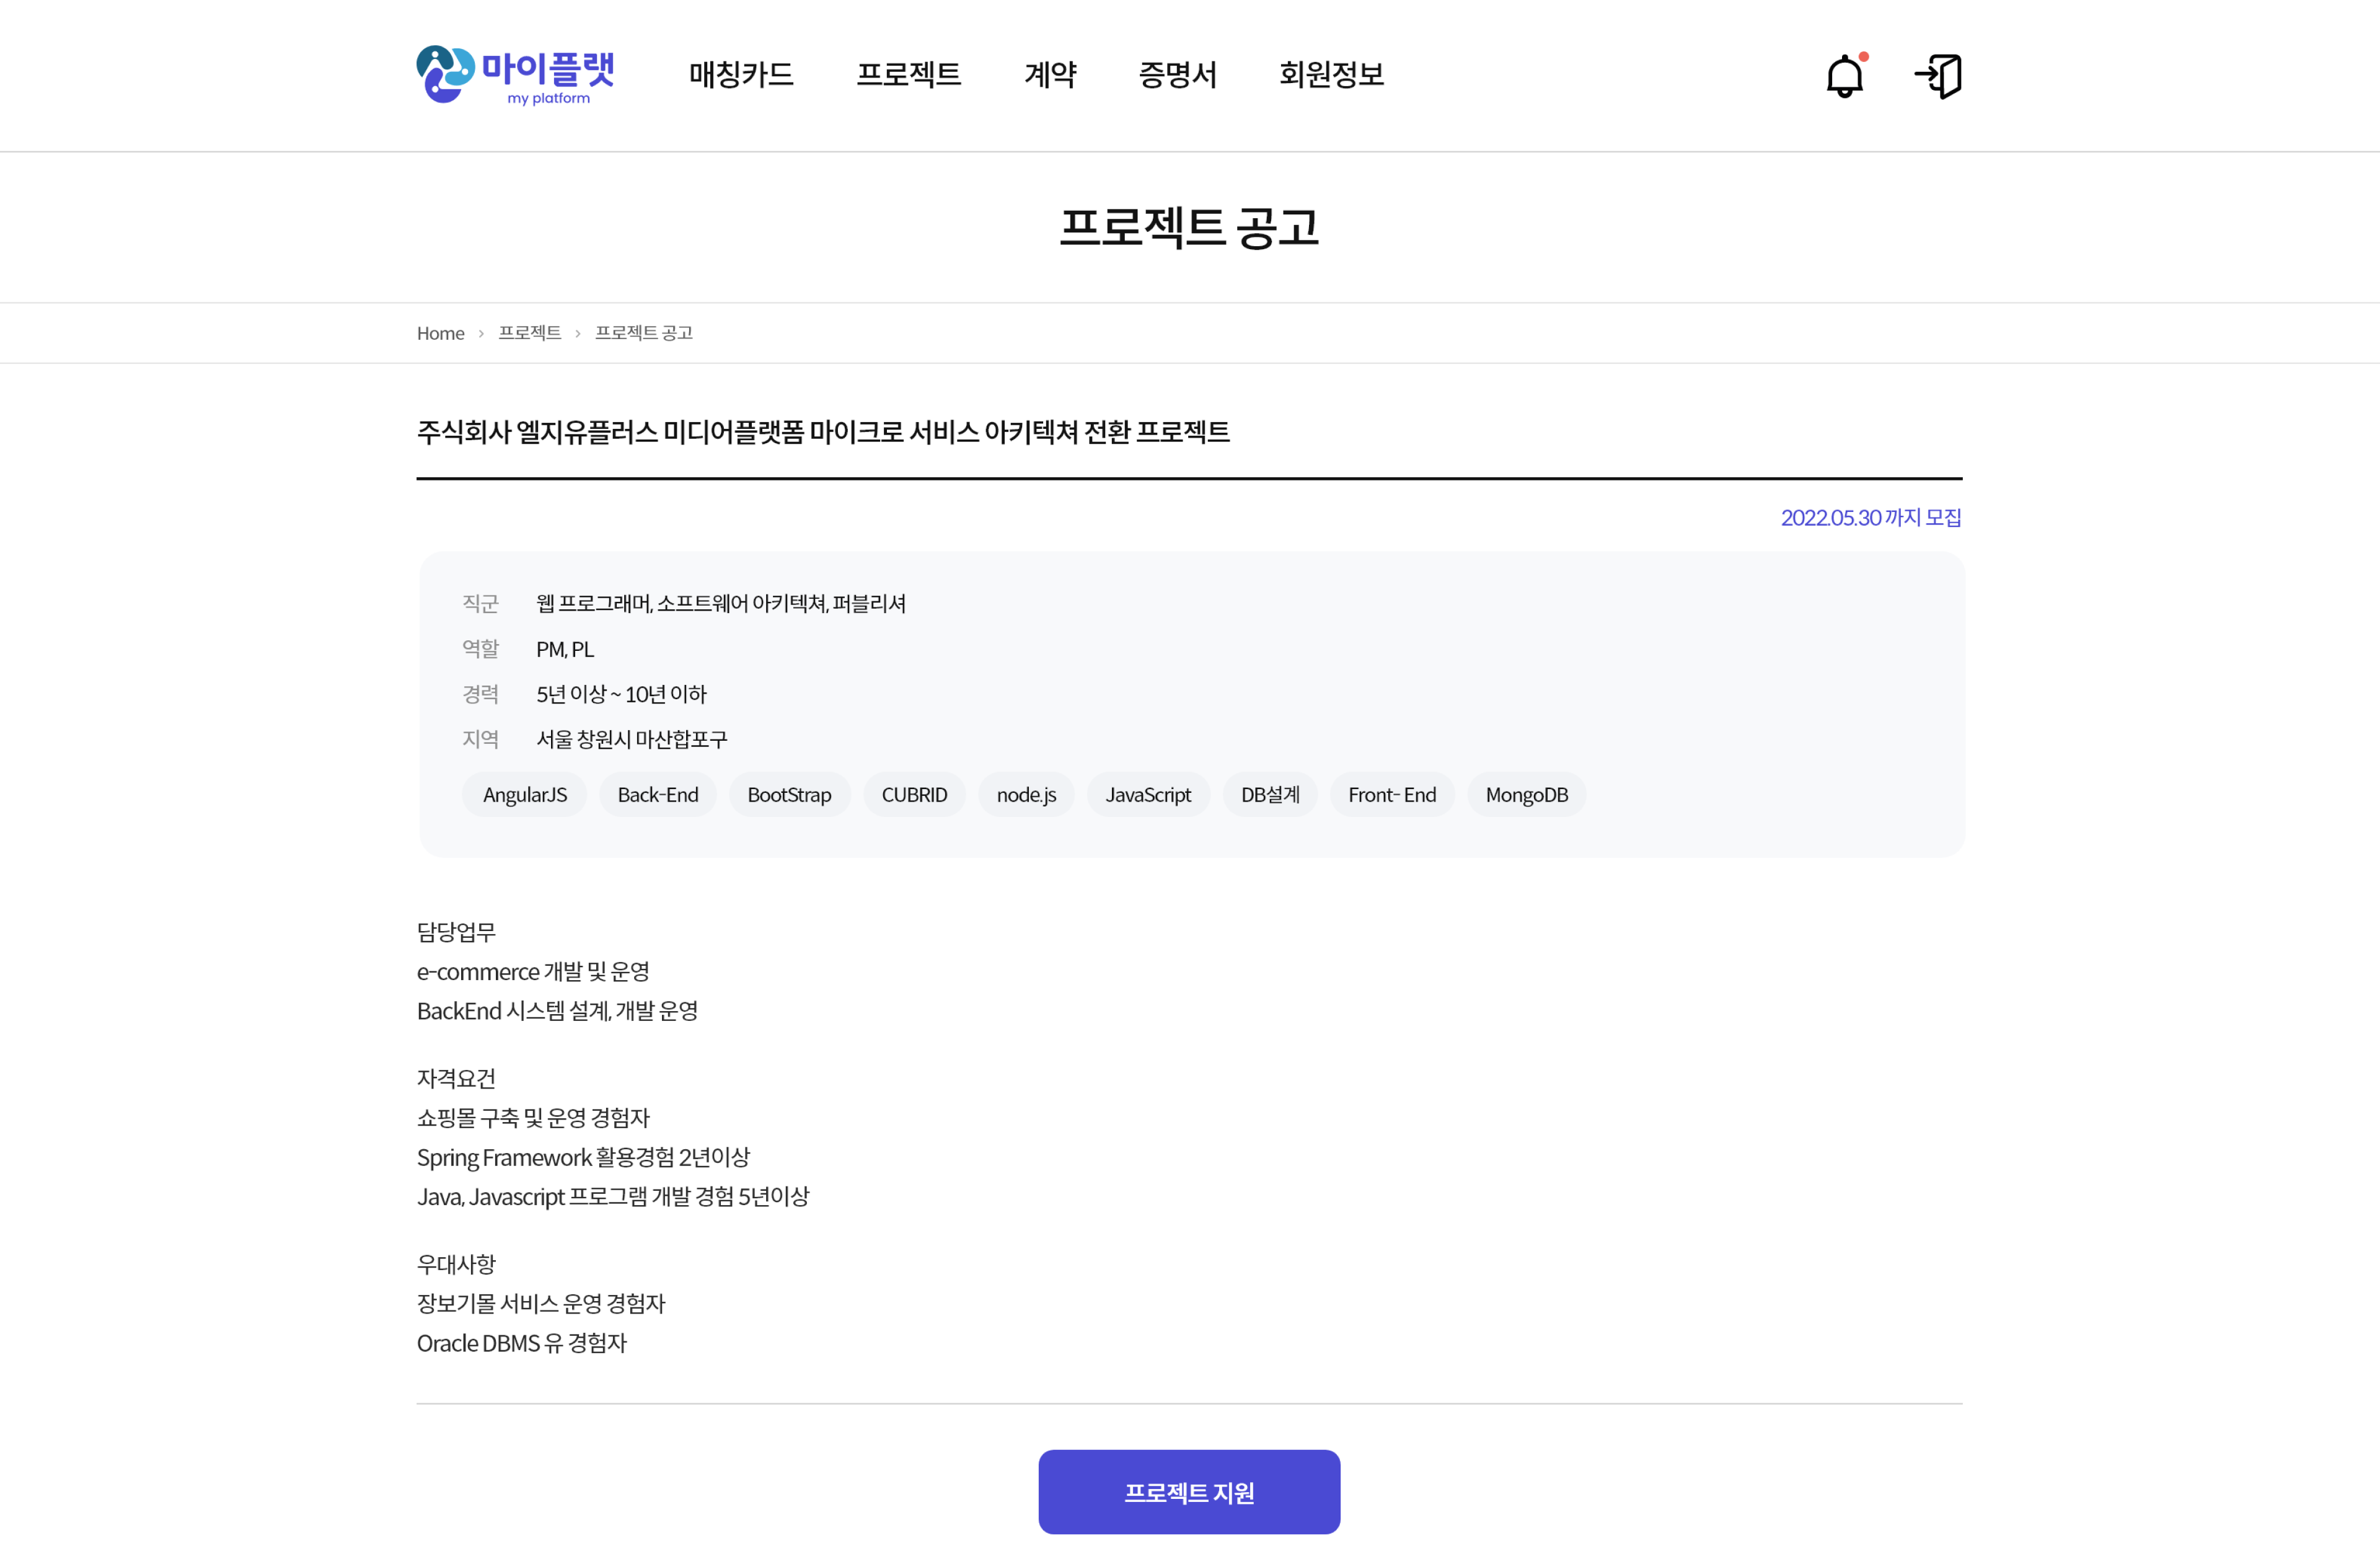 마이플랫
my platform
매칭카드 프로젝트 계약 증명서 회원정보
프로젝트 공고
Home > 프로젝트 > 프로젝트 공고
주식회사 엘지유플러스 미디어플랫폼 마이크로 서비스 아키텍쳐 전환 프로젝트
2022.05.30 까지 모집
직군 웹 프로그래머, 소프트웨어 아키텍쳐, 퍼블리셔
역할 PM, PL
경력 5년 이상 ~ 10년 이하
지역 서울 창원시 마산합포구
AngularJS Back-End BootStrap CUBRID node.js JavaScript DB설계 Front- End MongoDB
담당업무
e-commerce 개발 및 운영
BackEnd 시스템 설계, 개발 운영
자격요건
쇼핑몰 구축 및 운영 경험자
Spring Framework 활용경험 2년이상
Java, Javascript 프로그램 개발 경험 5년이상
우대사항
장보기몰 서비스 운영 경험자
Oracle DBMS 유 경험자
프로젝트 지원